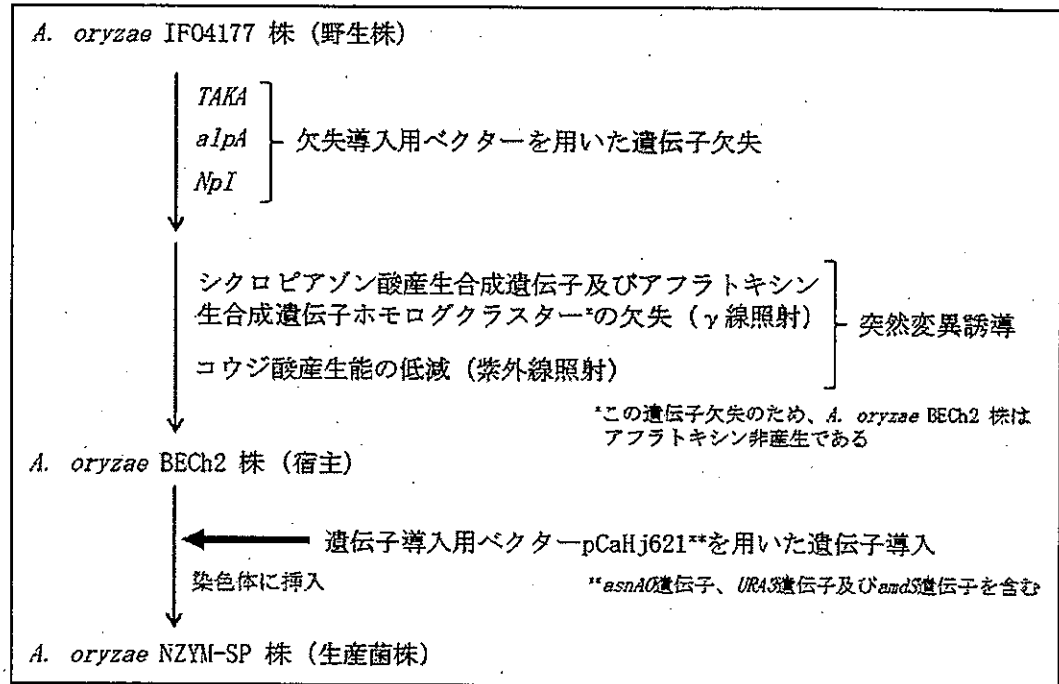 A. oryzae IFO4177 株 (野生株)
TAKA
alpA
NpI
欠失導入用ベクターを用いた遺伝子欠失
シクロピアゾン酸産生合成遺伝子及びアフラトキシン
生合成遺伝子ホモログクラスター*の欠失 (γ線照射)
コウジ酸産生能の低減 (紫外線照射)
突然変異誘導
*この遺伝子欠失のため、A. oryzae BECh2 株は
アフラトキシン非産生である
A. oryzae BECh2 株 (宿主)
遺伝子導入用ベクターpCaHj621**を用いた遺伝子導入
染色体に挿入
**asnAO遺伝子、URA3遺伝子及びamdS遺伝子を含む
A. oryzae NZYM-SP 株 (生産菌株)